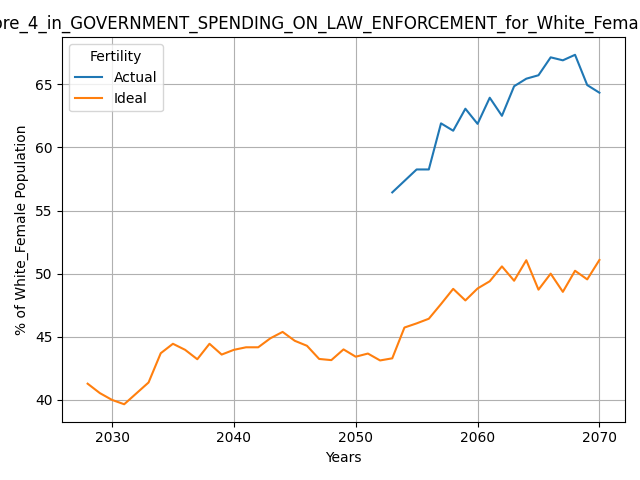 ore_4_in_GOVERNMENT_SPENDING_ON_LAW_ENFORCEMENT_for_White_Fema
Fertility
Actual
Ideal
% of White_Female Population
65
60
55
50
45
40
2030 2040 2050 2060 2070
Years